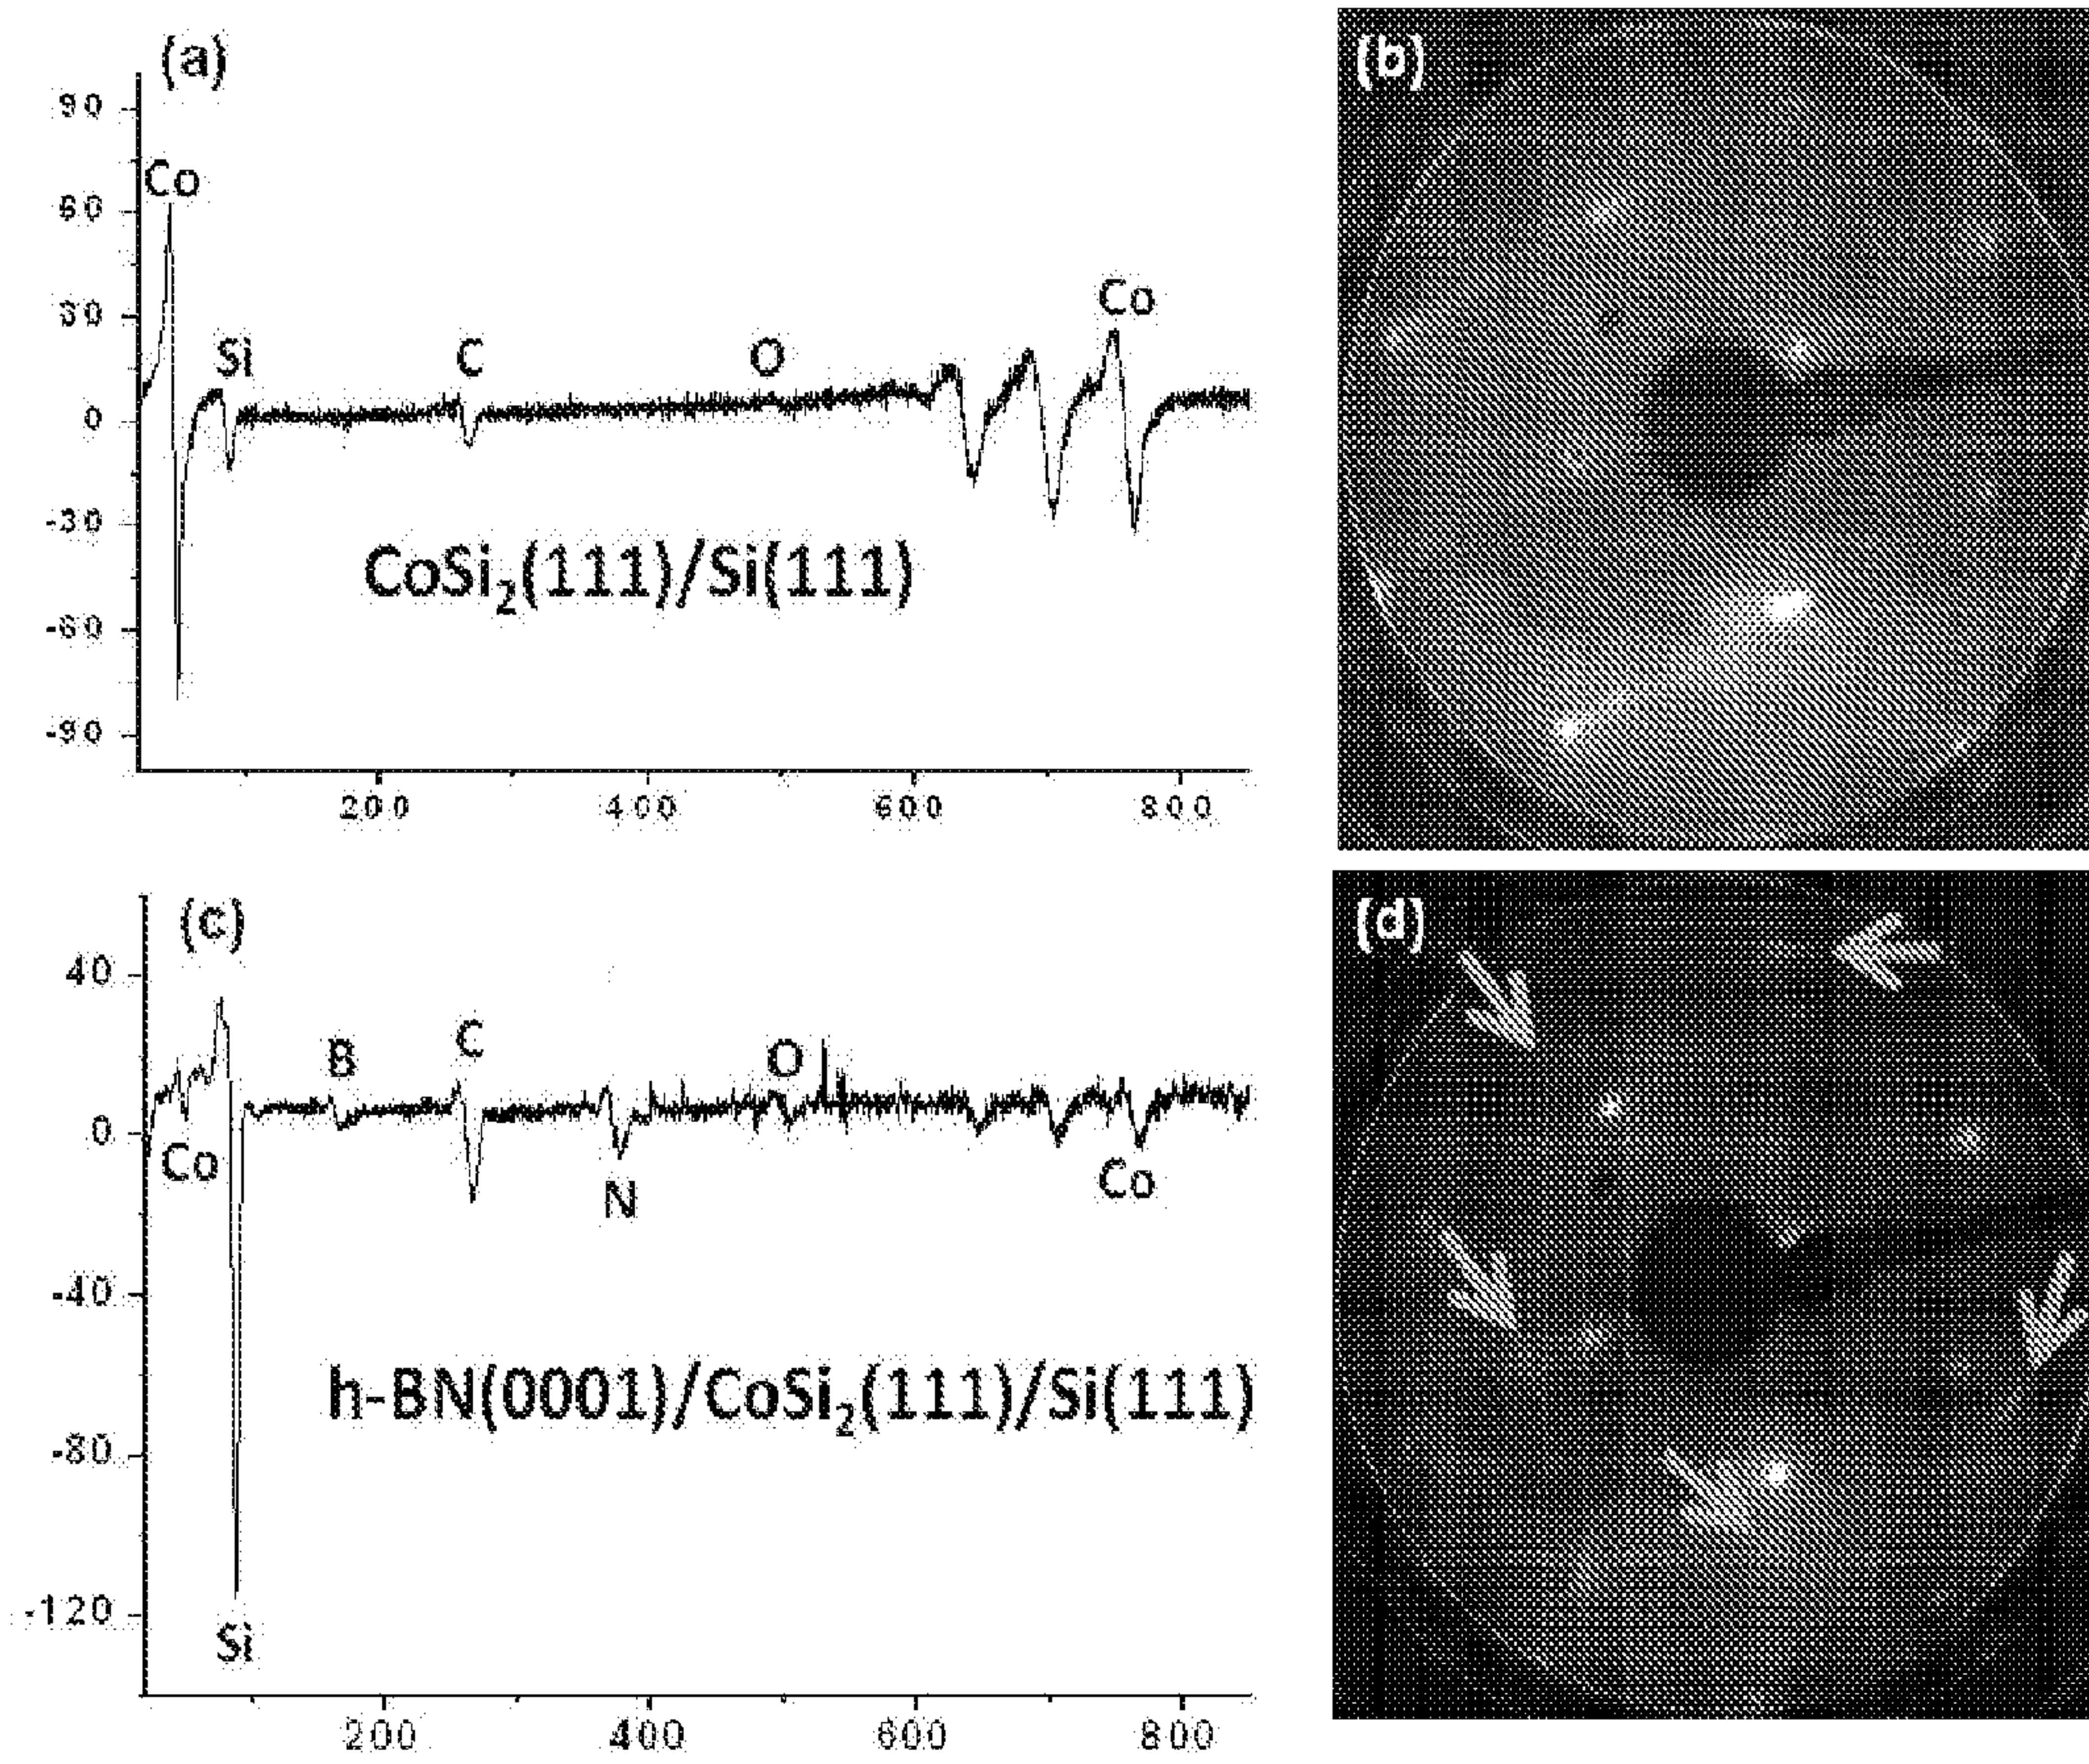 (a)
90
60
30
0
-30
-60
-90
Co
Si
C
O
Co
CoSi₂(111)/Si(111)
200 400 600 800
(b)
(c)
40
0
-40
-80
-120
Co
Si
B
C
N
O
Co
h-BN(0001)/CoSi₂(111)/Si(111)
200 400 600 800
(d)